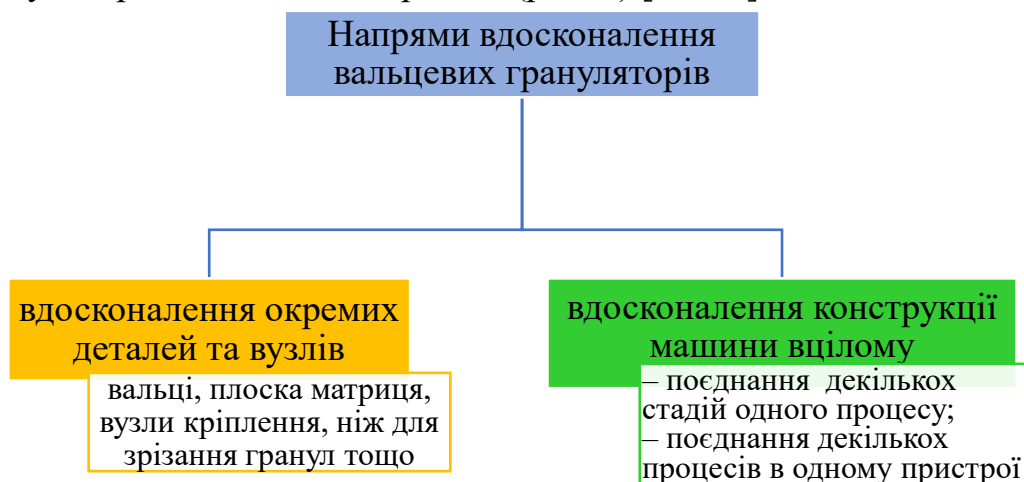 Напрями вдосконалення
вальцевих грануляторів
вдосконалення окремих
деталей та вузлів
вальці, плоска матриця,
вузли кріплення, ніж для
зрізання гранул тощо
вдосконалення конструкції
машини вцілому
– поєднання декількох
стадій одного процесу;
– поєднання декількох
процесів в одному пристрої